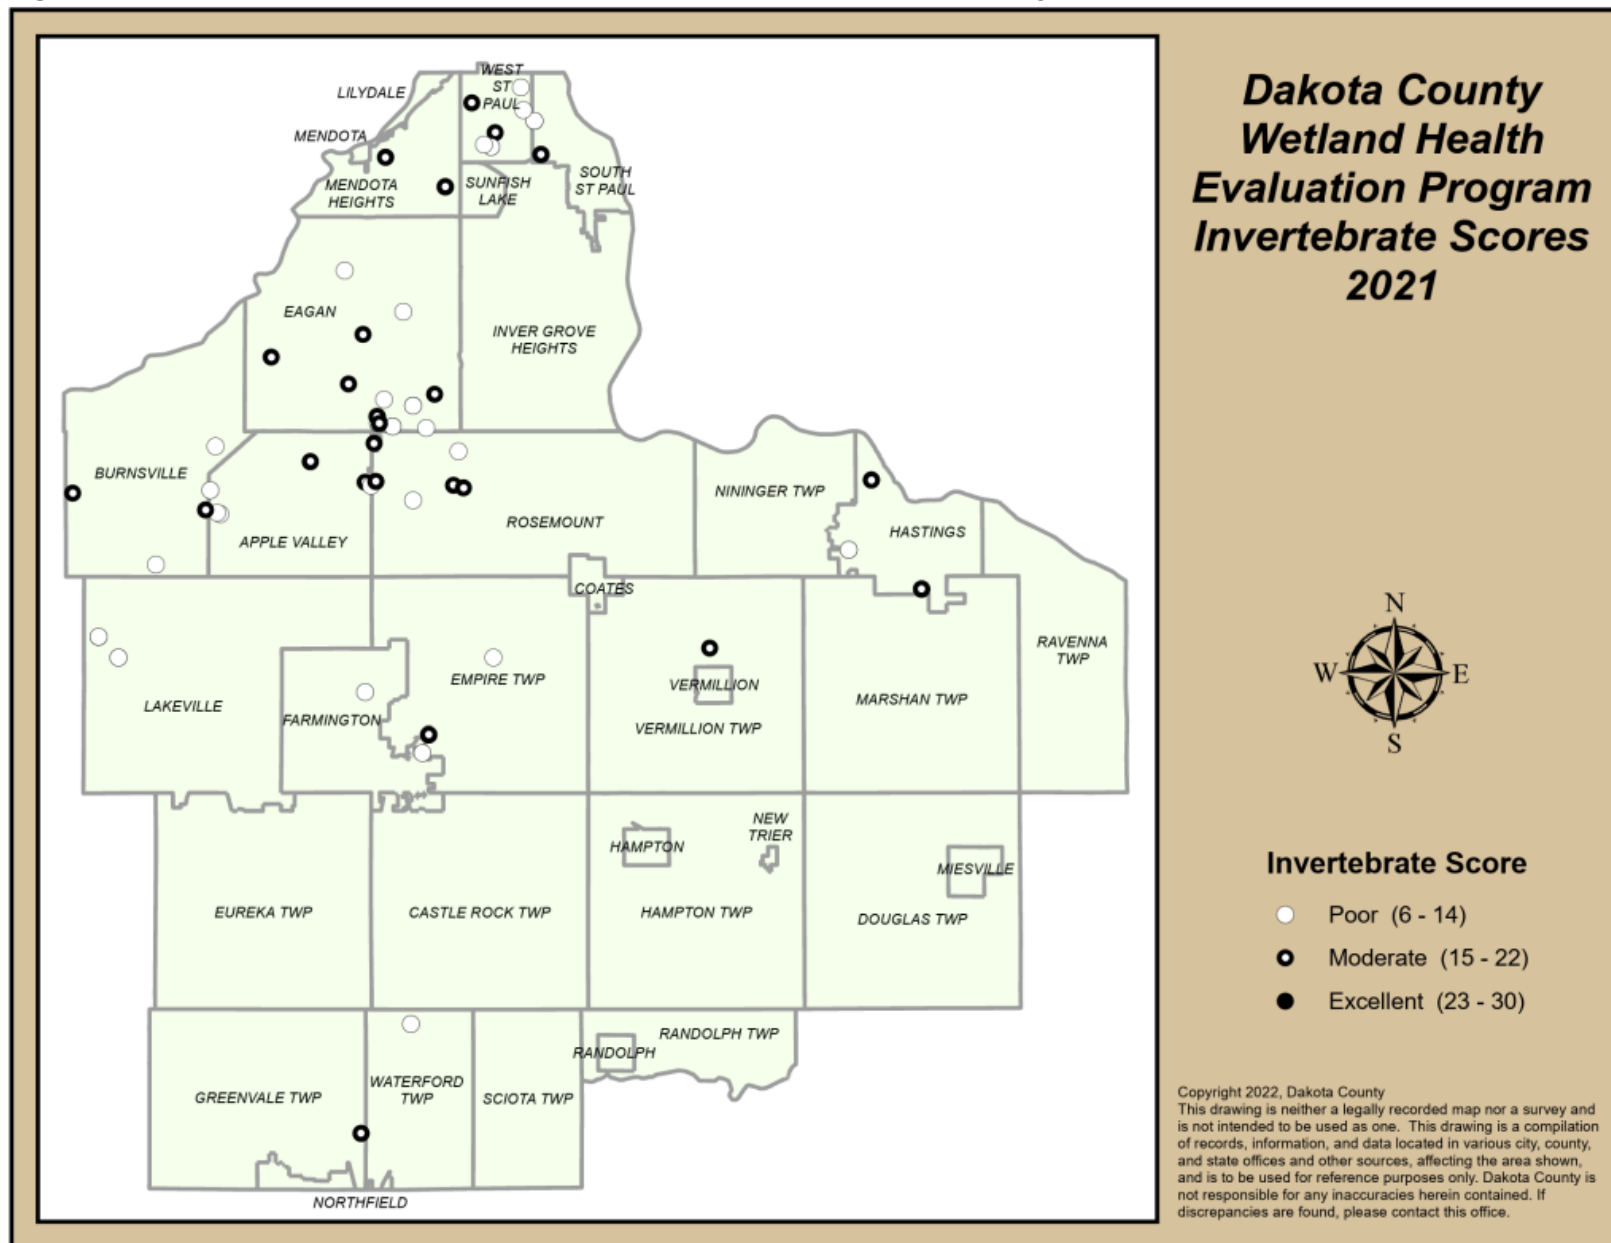 Dakota County
Wetland Health
Evaluation Program
Invertebrate Scores
2021
WEST
ST
PAUL
LILYDALE
MENDOTA
MENDOTA
HEIGHTS
SUNFISH
LAKE
SOUTH
ST PAUL
EAGAN
INVER GROVE
HEIGHTS
BURNSVILLE
APPLE VALLEY
ROSEMOUNT
NININGER TWP
HASTINGS
COATES
RAVENNA
TWP
LAKEVILLE
FARMINGTON
EMPIRE TWP
VERMILLION
VERMILLION TWP
MARSHAN TWP
EUREKA TWP
CASTLE ROCK TWP
HAMPTON
NEW
TRIER
HAMPTON TWP
MIESVILLE
DOUGLAS TWP
GREENVALE TWP
WATERFORD
TWP
SCIOTA TWP
RANDOLPH
RANDOLPH TWP
NORTHFIELD
N
W
E
S
Invertebrate Score
Poor (6 - 14)
Moderate (15 - 22)
Excellent (23 - 30)
Copyright 2022, Dakota County
This drawing is neither a legally recorded map nor a survey and
is not intended to be used as one. This drawing is a compilation
of records, information, and data located in various city, county,
and state offices and other sources, affecting the area shown,
and is to be used for reference purposes only. Dakota County is
not responsible for any inaccuracies herein contained. If
discrepancies are found, please contact this office.